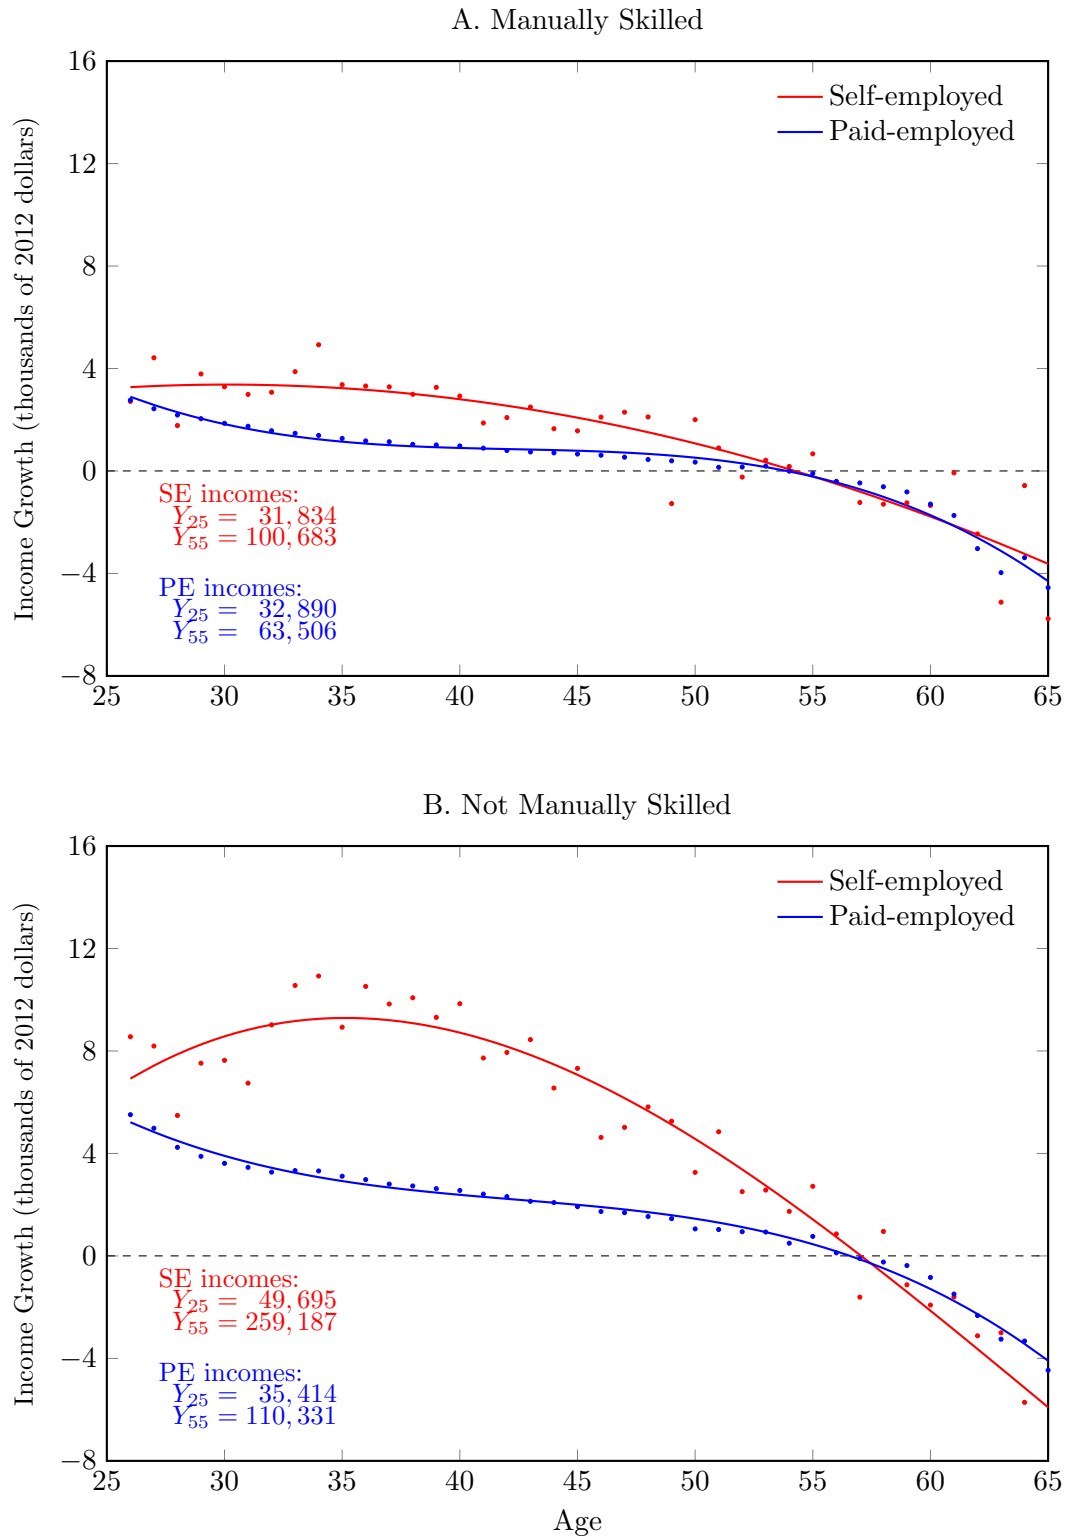 A. Manually Skilled
16
12
8
4
0
−4
−8
Income Growth (thousands of 2012 dollars)
Self-employed
Paid-employed
SE incomes:
Y25 = 31,834
Y55 = 100,683
PE incomes:
Y25 = 32,890
Y55 = 63,506
25 30 35 40 45 50 55 60 65
B. Not Manually Skilled
16
12
8
4
0
−4
−8
Income Growth (thousands of 2012 dollars)
Self-employed
Paid-employed
SE incomes:
Y25 = 49,695
Y55 = 259,187
PE incomes:
Y25 = 35,414
Y55 = 110,331
25 30 35 40 45 50 55 60 65
Age